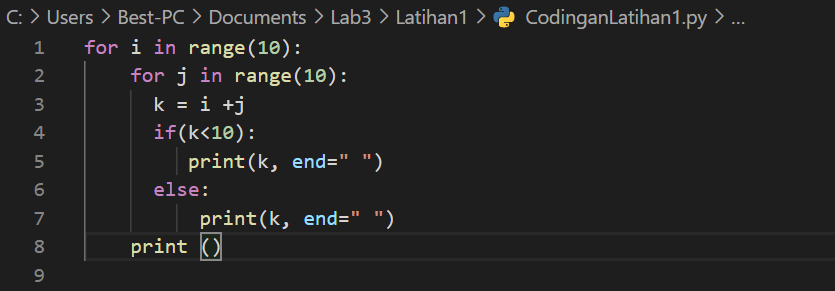 C: > Users > Best-PC > Documents > Lab3 > Latihan1 > CodinganLatihan1.py > ...
1 for i in range(10):
2     for j in range(10):
3       k = i +j
4       if(k<10):
5          print(k, end=" ")
6       else:
7           print(k, end=" ")
8     print ()
9